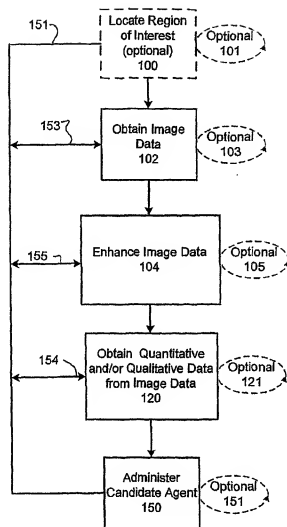 151
Locate Region
of Interest
(optional)
100
Optional
101
153
Obtain Image
Data
102
Optional
103
155
Enhance Image Data
104
Optional
105
154
Obtain Quantitative
and/or Qualitative Data
from Image Data
120
Optional
121
Administer
Candidate Agent
150
Optional
151